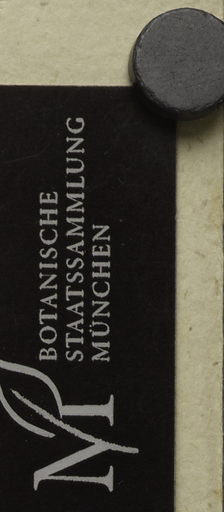 BOTANISCHE
STAATSSAMMLUNG
MÜNCHEN
M